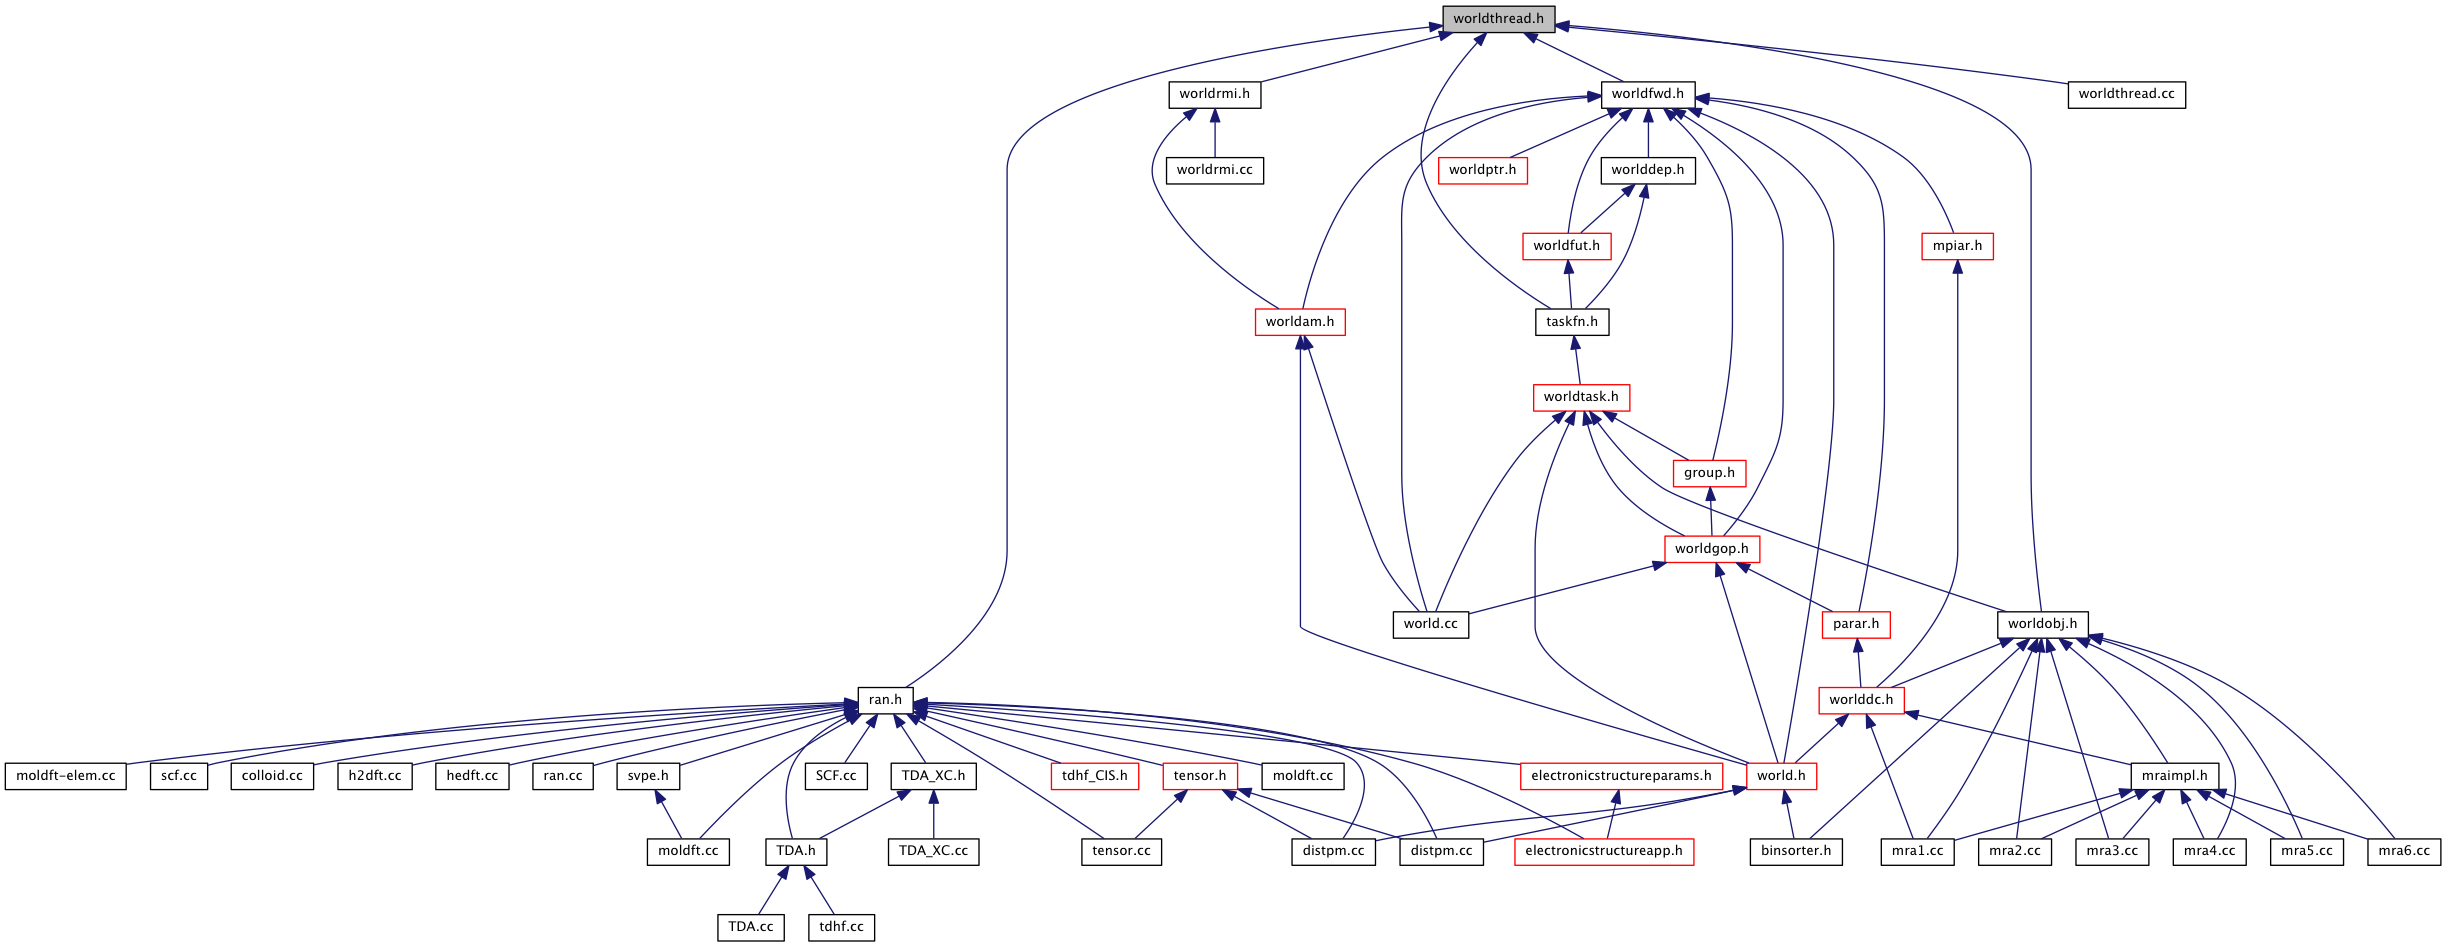 worldthread.h
worldrmi.h
worldfwd.h
worldthread.cc
worldrmi.cc
worldptr.h
worlddep.h
worldfut.h
mpiar.h
worldam.h
taskfn.h
worldtask.h
group.h
worldgop.h
world.cc
parar.h
worldobj.h
ran.h
worlddc.h
moldft-elem.cc
scf.cc
colloid.cc
h2dft.cc
hedft.cc
ran.cc
svpe.h
SCF.cc
TDA_XC.h
tdhf_CIS.h
tensor.h
moldft.cc
electronicstructureparams.h
world.h
mraimpl.h
moldft.cc
TDA.h
TDA_XC.cc
tensor.cc
distpm.cc
distpm.cc
electronicstructureapp.h
binsorter.h
mra1.cc
mra2.cc
mra3.cc
mra4.cc
mra5.cc
mra6.cc
TDA.cc
tdhf.cc